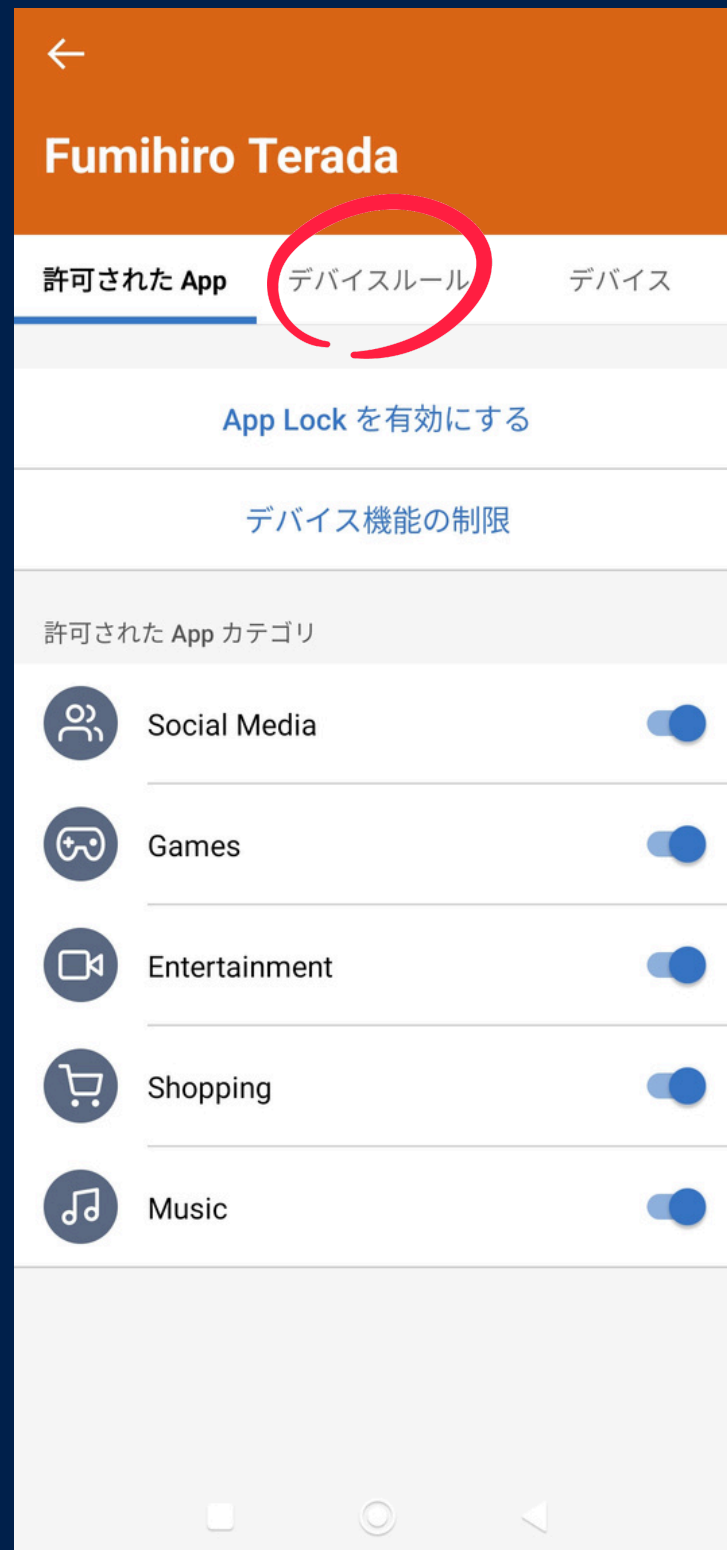 Fumihiro Terada
許可された App デバイスルール デバイス
App Lock を有効にする
デバイス機能の制限
許可された App カテゴリ
Social Media
Games
Entertainment
Shopping
Music